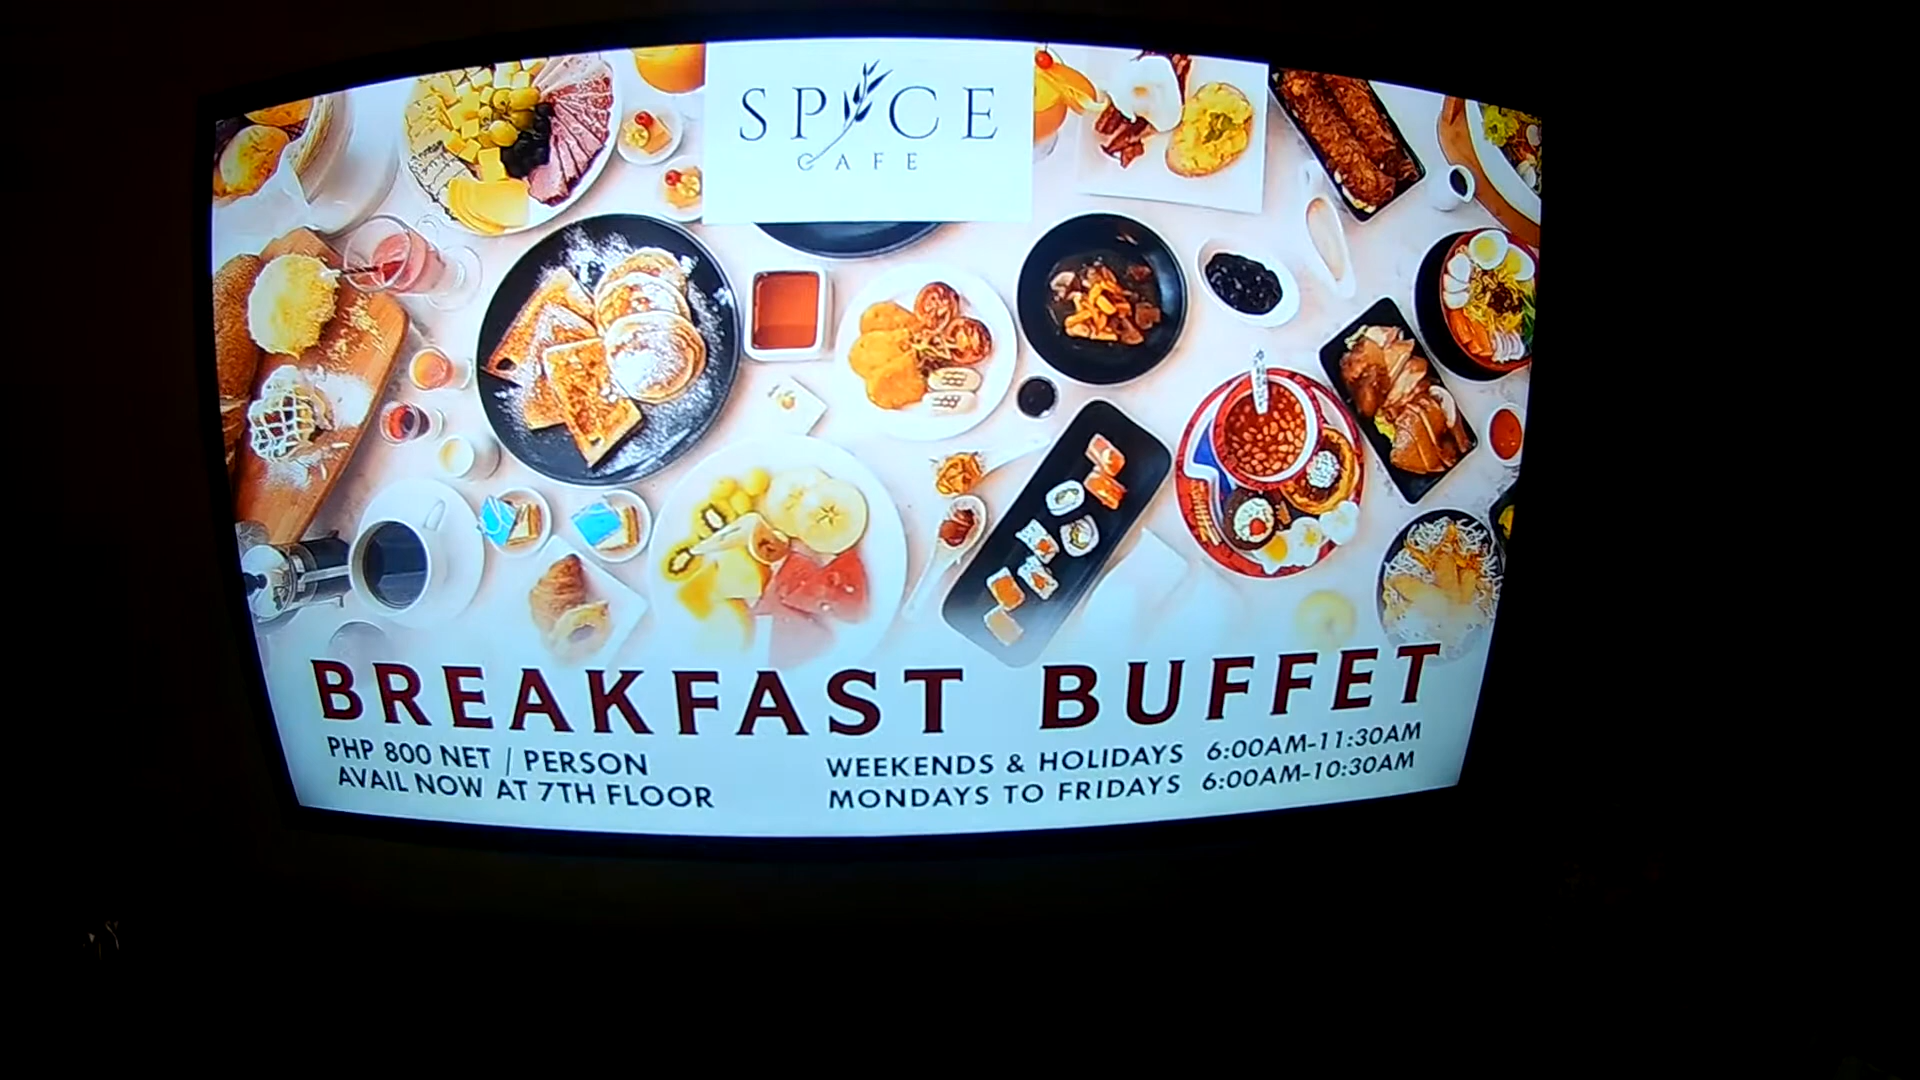 SPICE
CAFE
BREAKFAST BUFFET
PHP 800 NET / PERSON
AVAIL NOW AT 7TH FLOOR
WEEKENDS & HOLIDAYS 6:00AM-11:30AM
MONDAYS TO FRIDAYS 6:00AM-10:30AM